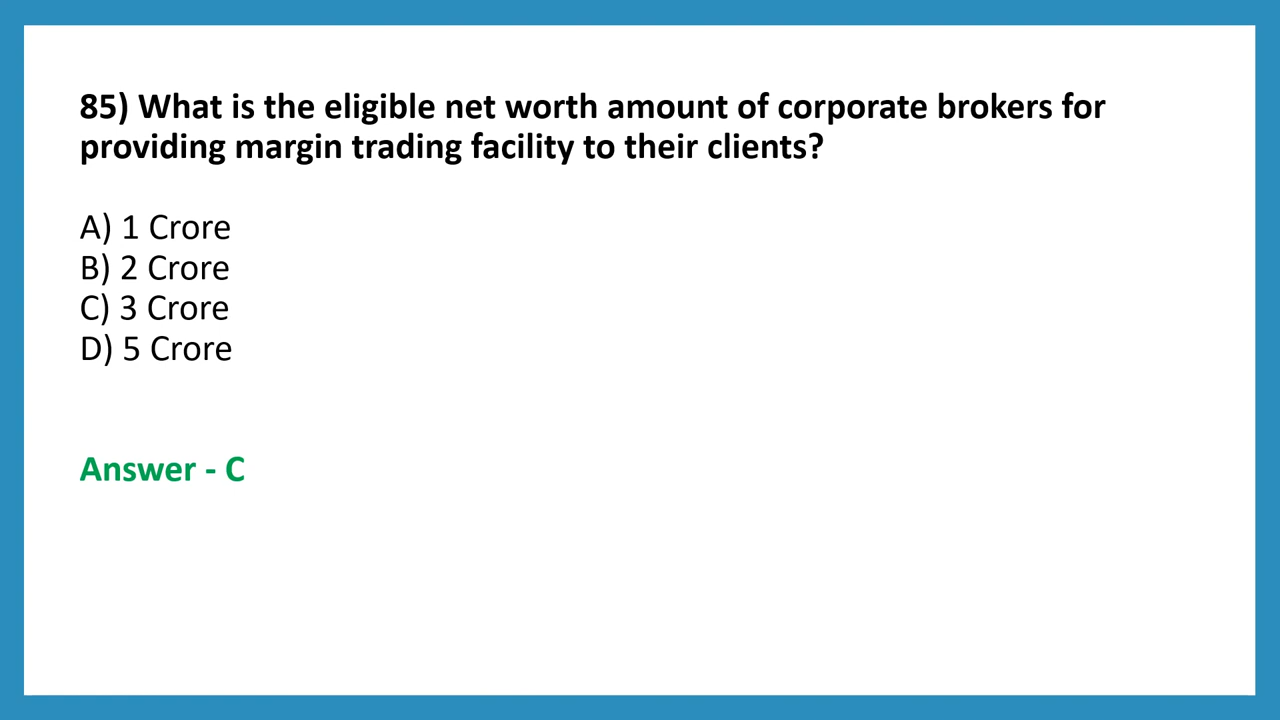 85) What is the eligible net worth amount of corporate brokers for
providing margin trading facility to their clients?
A) 1 Crore
B) 2 Crore
C) 3 Crore
D) 5 Crore
Answer - C